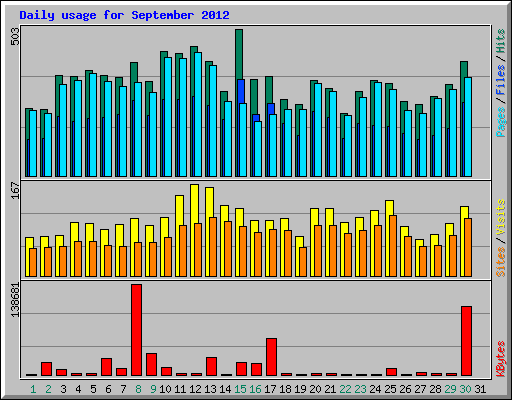 Daily usage for September 2012
503
Pages / Files / Hits
167
Sites / Visits
138681
KBytes
1 2 3 4 5 6 7 8 9 10 11 12 13 14 15 16 17 18 19 20 21 22 23 24 25 26 27 28 29 30 31